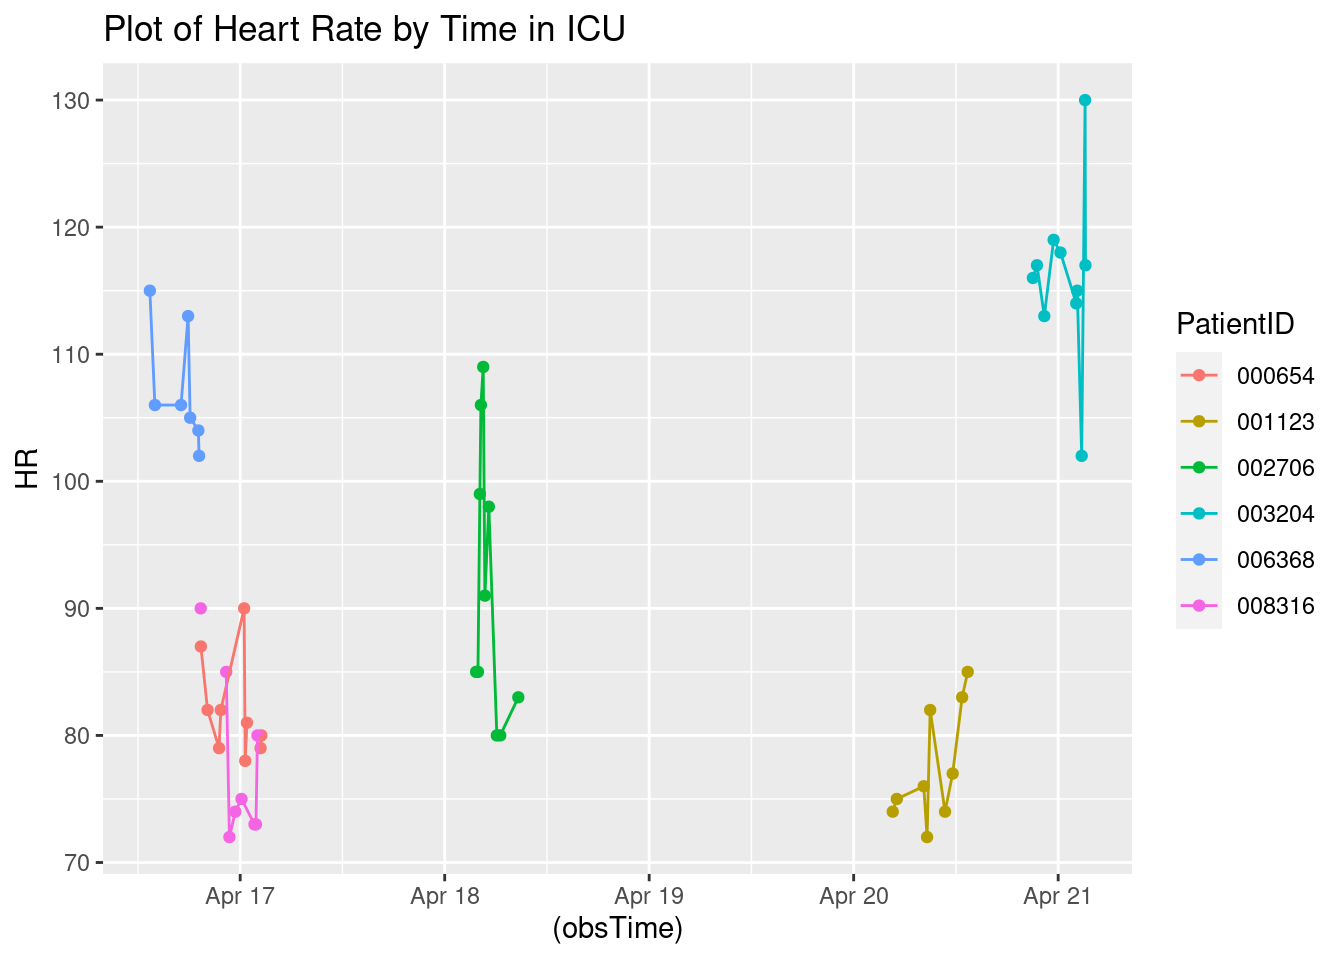 Plot of Heart Rate by Time in ICU
130
120
110
100
90
80
70
HR
Apr 17
Apr 18
Apr 19
Apr 20
Apr 21
(obsTime)
PatientID
000654
001123
002706
003204
006368
008316